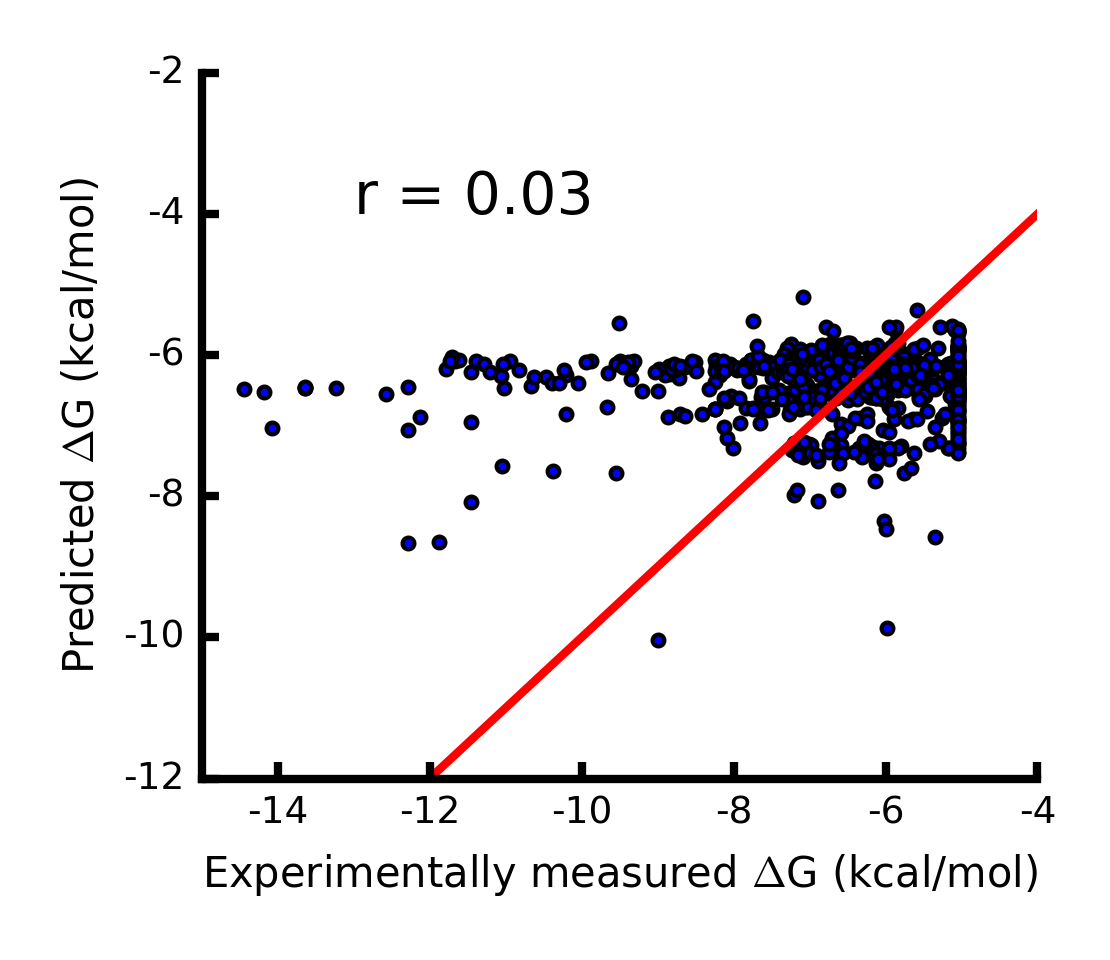 -2
-4
-6
-8
-10
-12
Predicted ΔG (kcal/mol)
r = 0.03
-14 -12 -10 -8 -6 -4
Experimentally measured ΔG (kcal/mol)